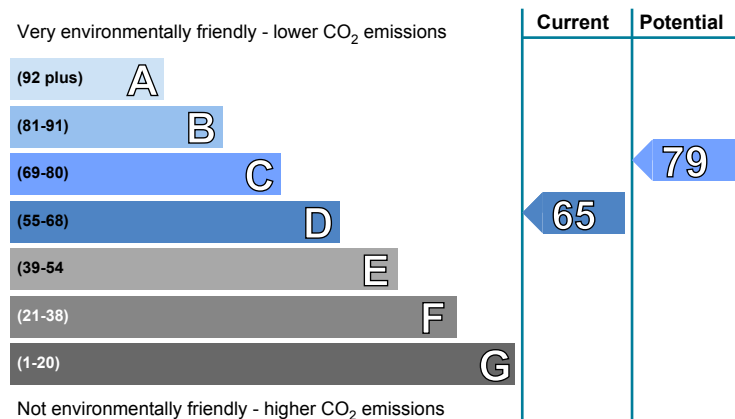 Very environmentally friendly - lower CO2 emissions
Current
Potential
(92 plus) A
(81-91) B
(69-80) C
79
(55-68) D
65
(39-54 E
(21-38) F
(1-20) G
Not environmentally friendly - higher CO2 emissions